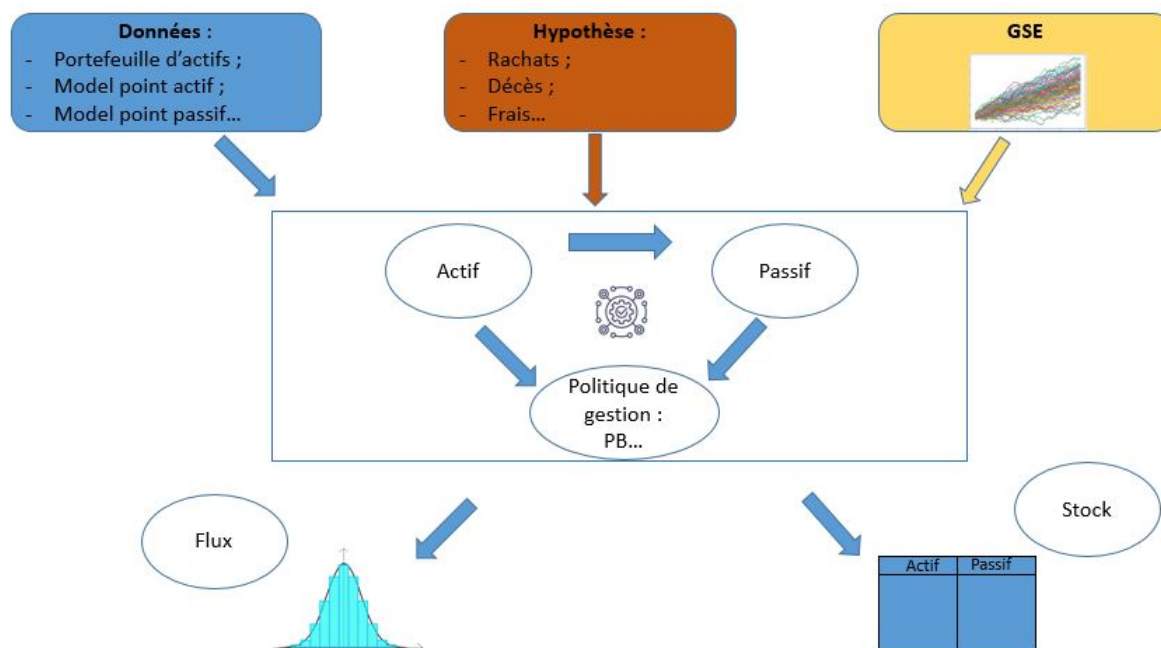 Données :
- Portefeuille d'actifs ;
- Model point actif ;
- Model point passif...
Hypothèse :
- Rachats ;
- Décès ;
- Frais...
GSE
Actif
Passif
Politique de
gestion :
PB...
Flux
Stock
Actif Passif